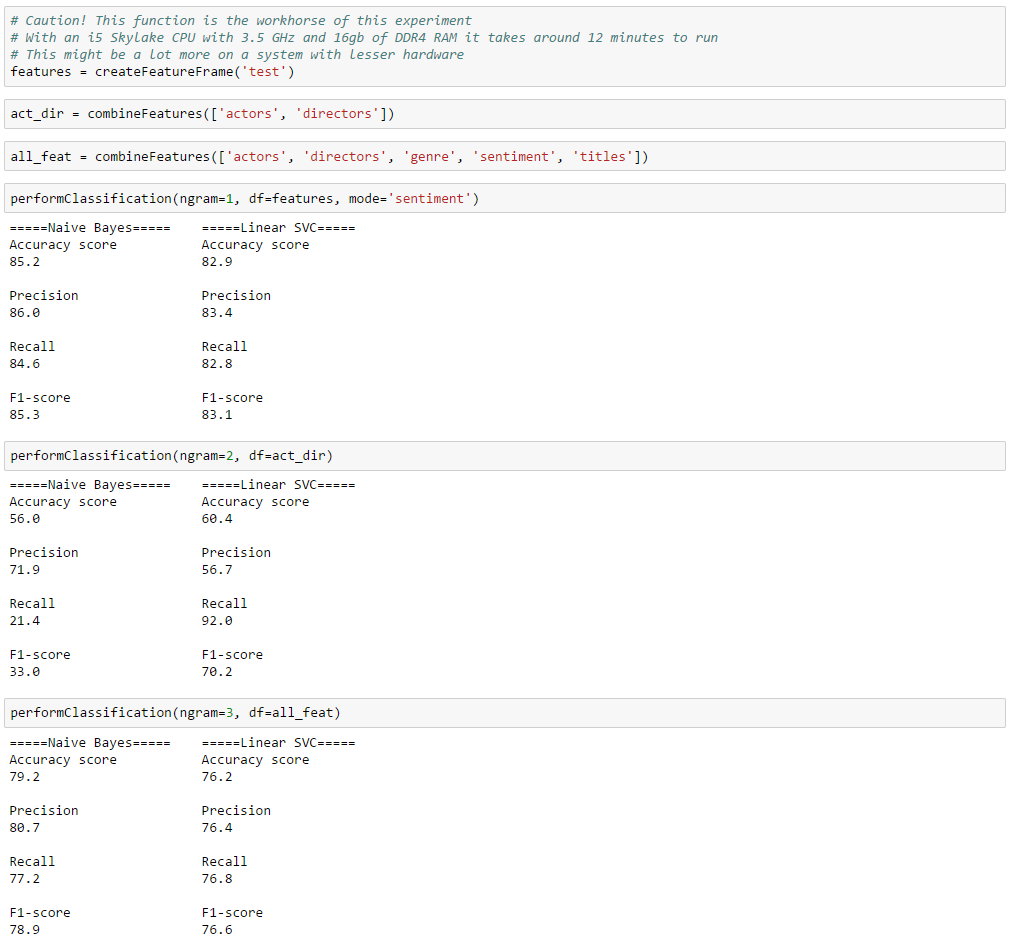 # Caution! This function is the workhorse of this experiment
# With an i5 Skylake CPU with 3.5 GHz and 16gb of DDR4 RAM it takes around 12 minutes to run
# This might be a lot more on a system with lesser hardware
features = createFeatureFrame('test')
act_dir = combineFeatures(['actors', 'directors'])
all_feat = combineFeatures(['actors', 'directors', 'genre', 'sentiment', 'titles'])
performClassification(ngram=1, df=features, mode='sentiment')
=====Naive Bayes===== =====Linear SVC=====
Accuracy score Accuracy score
85.2 82.9
Precision Precision
86.0 83.4
Recall Recall
84.6 82.8
F1-score F1-score
85.3 83.1
performClassification(ngram=2, df=act_dir)
=====Naive Bayes===== =====Linear SVC=====
Accuracy score Accuracy score
56.0 60.4
Precision Precision
71.9 56.7
Recall Recall
21.4 92.0
F1-score F1-score
33.0 70.2
performClassification(ngram=3, df=all_feat)
=====Naive Bayes===== =====Linear SVC=====
Accuracy score Accuracy score
79.2 76.2
Precision Precision
80.7 76.4
Recall Recall
77.2 76.8
F1-score F1-score
78.9 76.6